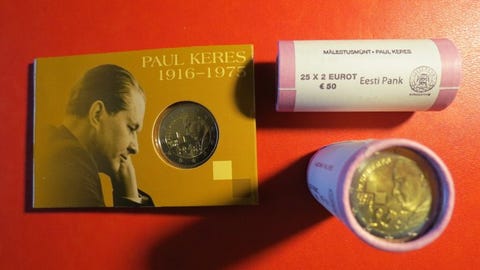 PAUL KERES
1916–1975
MÄLESTUSMÜNT • PAUL KERES
25 X 2 EUROT
€ 50
Eesti Pank